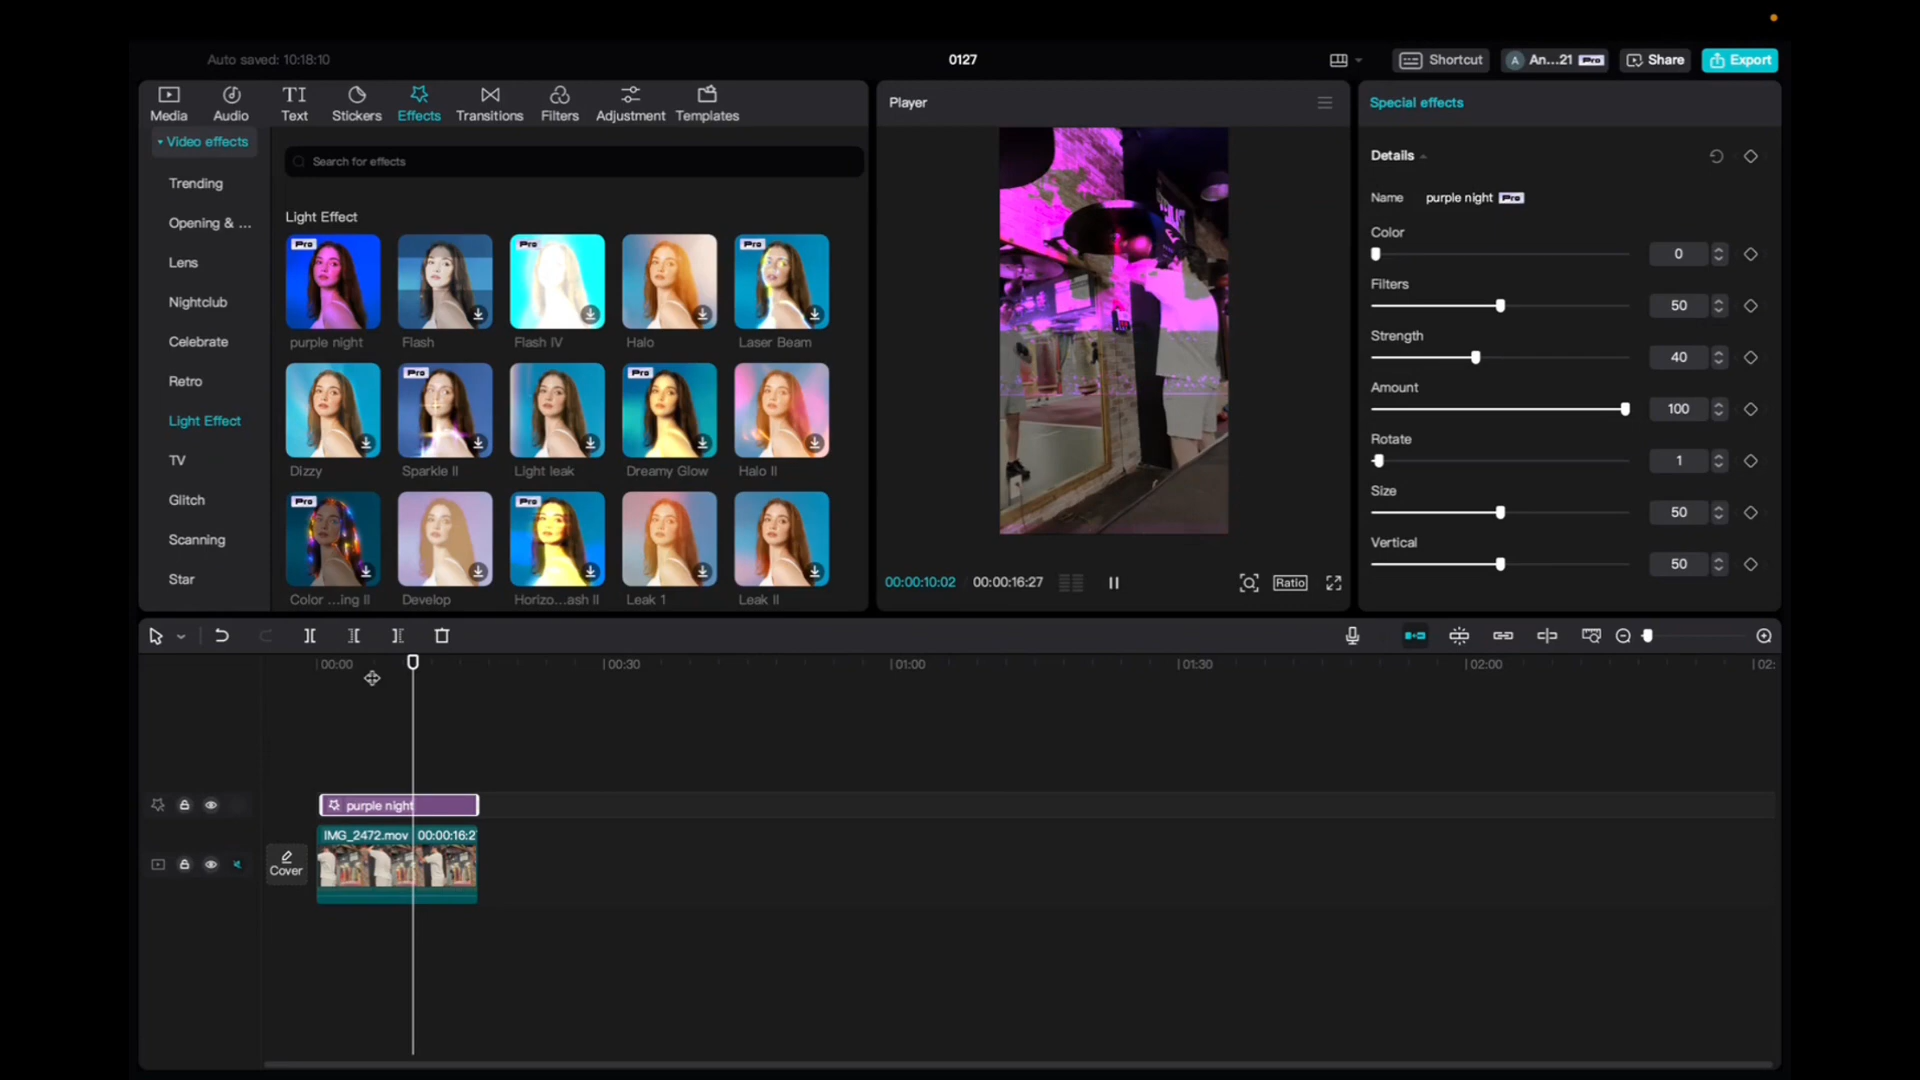 Auto saved: 10:18:10
0127
Shortcut
A An...21 Pro
Share
Export
Media
Audio
TI
Text
Stickers
Effects
Transitions
Filters
Adjustment
Templates
Video effects
Trending
Opening & ...
Lens
Nightclub
Celebrate
Retro
Light Effect
TV
Glitch
Scanning
Star
Search for effects
Light Effect
Pro
Pro
Pro
purple night
Flash
Flash IV
Halo
Laser Beam
Pro
Pro
Dizzy
Sparkle II
Light leak
Dreamy Glow
Halo II
Pro
Pro
Color ...ing II
Develop
Horizo...ash II
Leak 1
Leak II
Player
00:00:10:02
00:00:16:27
Ratio
Special effects
Details
Name purple night Pro
Color
0
Filters
50
Strength
40
Amount
100
Rotate
1
Size
50
Vertical
50
00:00
00:30
01:00
01:30
02:00
02:
purple night
IMG_2472.mov 00:00:16:2
Cover